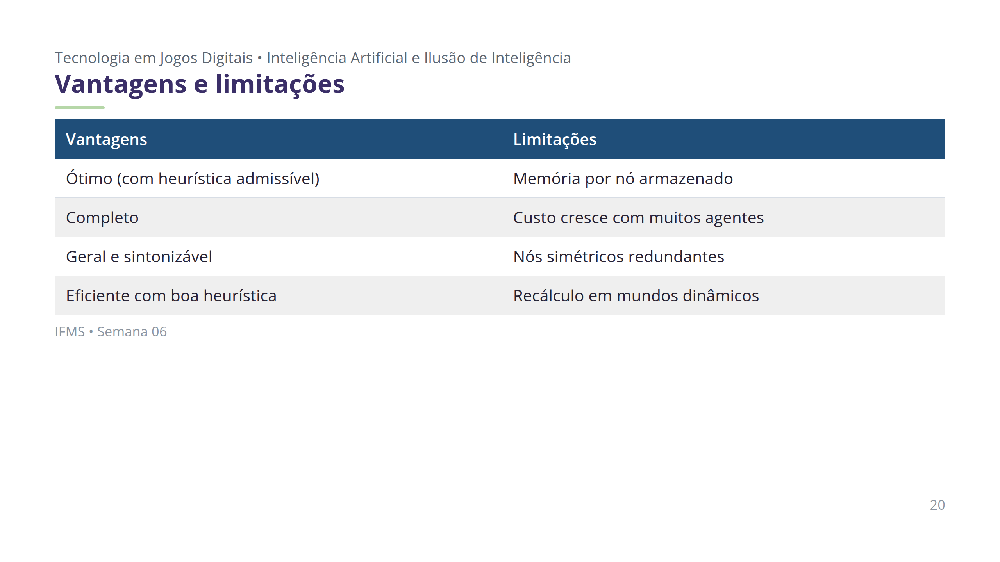 Tecnologia em Jogos Digitais • Inteligência Artificial e Ilusão de Inteligência
Vantagens e limitações
Vantagens Limitações
Ótimo (com heurística admissível) Memória por nó armazenado
Completo Custo cresce com muitos agentes
Geral e sintonizável Nós simétricos redundantes
Eficiente com boa heurística Recálculo em mundos dinâmicos
IFMS • Semana 06
20